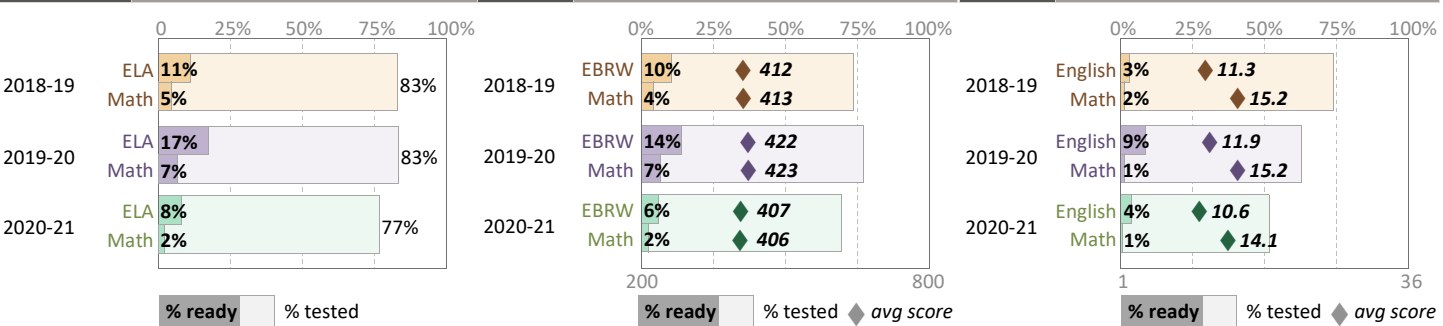 0 25% 50% 75% 100%
2018-19
ELA 11%
Math 5%
83%
2019-20
ELA 17%
Math 7%
83%
2020-21
ELA 8%
Math 2%
77%
% ready % tested
0% 25% 50% 75% 100%
2018-19
EBRW 10% 412
Math 4% 413
2019-20
EBRW 14% 422
Math 7% 423
2020-21
EBRW 6% 407
Math 2% 406
200 800
% ready % tested avg score
0% 25% 50% 75% 100%
2018-19
English 3% 11.3
Math 2% 15.2
2019-20
English 9% 11.9
Math 1% 15.2
2020-21
English 4% 10.6
Math 1% 14.1
1 36
% ready % tested avg score